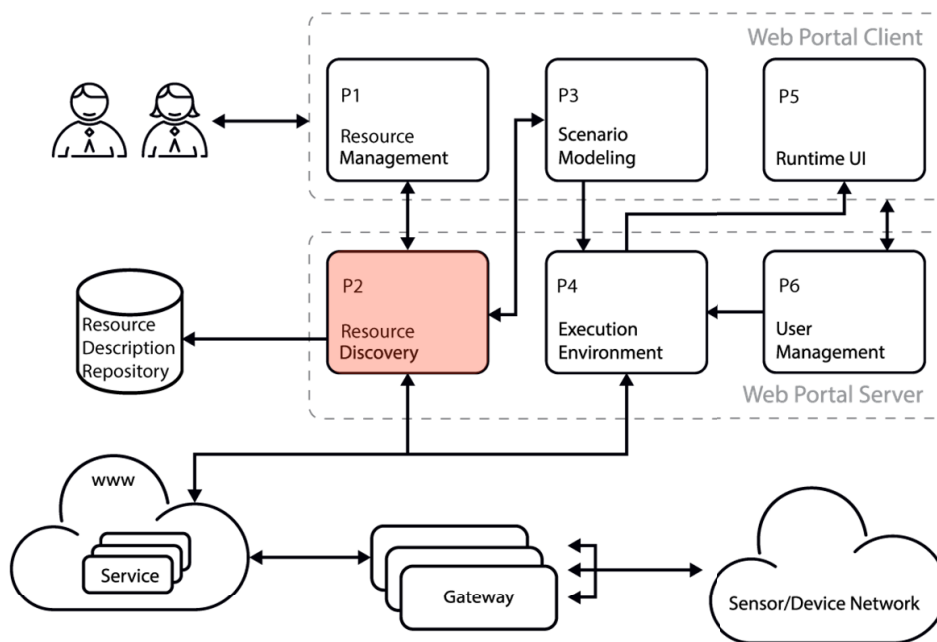 Web Portal Client
P1
Resource
Management
P3
Scenario
Modeling
P5
Runtime UI
P2
Resource
Discovery
P4
Execution
Environment
P6
User
Management
Resource
Description
Repository
Web Portal Server
www
Service
Gateway
Sensor/Device Network